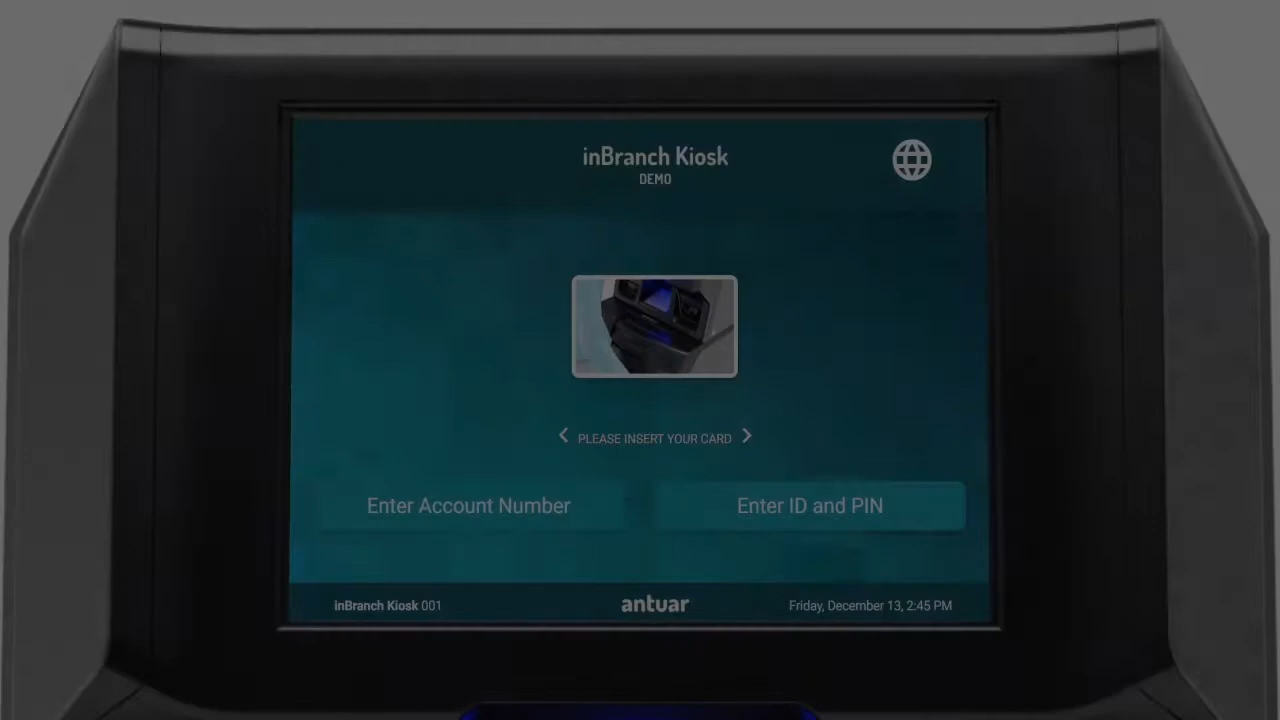 inBranch Kiosk
DEMO
PLEASE INSERT YOUR CARD
Enter Account Number
Enter ID and PIN
inBranch Kiosk 001
antuar
Friday, December 13, 2:45 PM